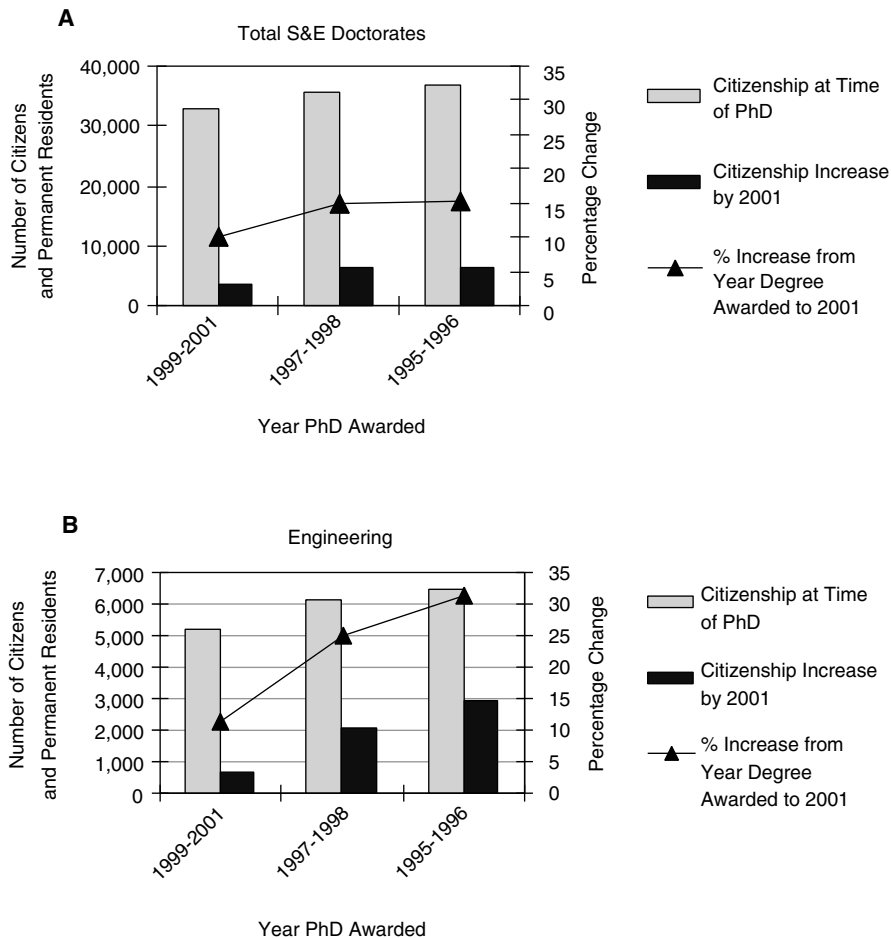 A
Total S&E Doctorates
Number of Citizens
and Permanent Residents
40,000
30,000
20,000
10,000
0
35
30
25
20
15
10
5
0
Percentage Change
1999-2001
1997-1998
1995-1996
Year PhD Awarded
Citizenship at Time
of PhD
Citizenship Increase
by 2001
% Increase from
Year Degree
Awarded to 2001
B
Engineering
Number of Citizens
and Permanent Residents
7,000
6,000
5,000
4,000
3,000
2,000
1,000
0
35
30
25
20
15
10
5
0
Percentage Change
1999-2001
1997-1998
1995-1996
Year PhD Awarded
Citizenship at Time
of PhD
Citizenship Increase
by 2001
% Increase from
Year Degree
Awarded to 2001